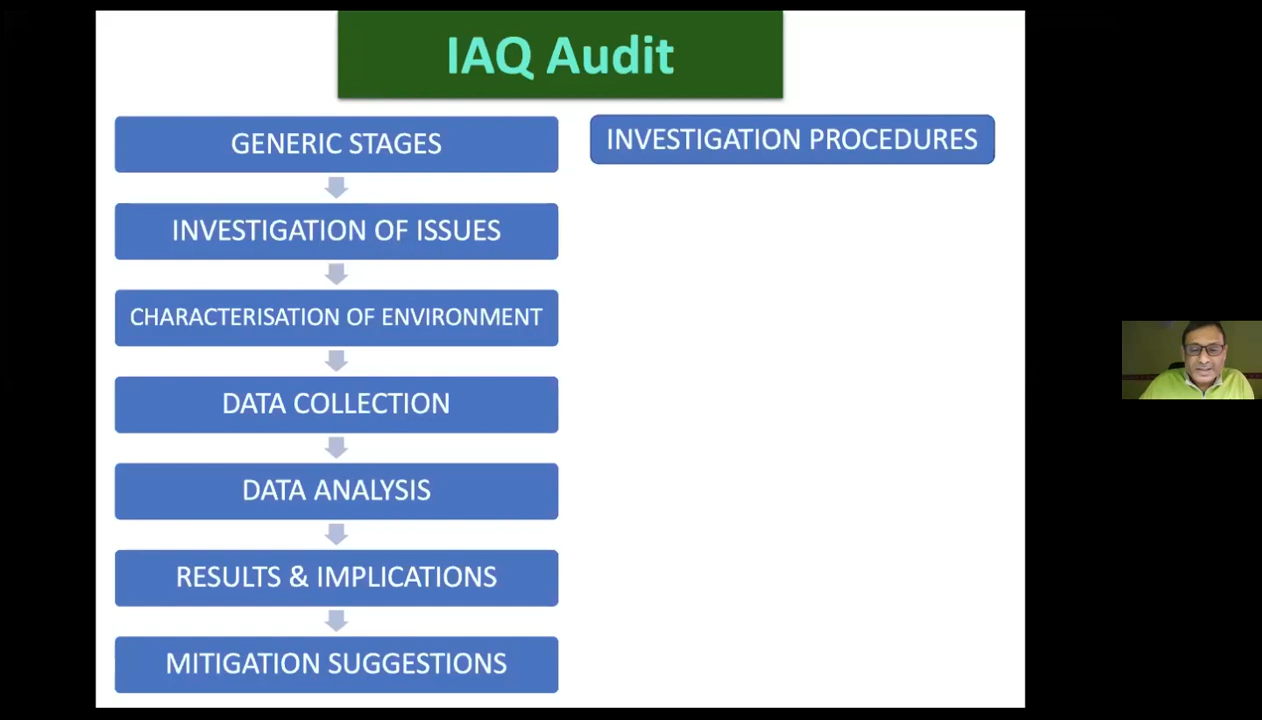 IAQ Audit
GENERIC STAGES
INVESTIGATION OF ISSUES
CHARACTERISATION OF ENVIRONMENT
DATA COLLECTION
DATA ANALYSIS
RESULTS & IMPLICATIONS
MITIGATION SUGGESTIONS
INVESTIGATION PROCEDURES